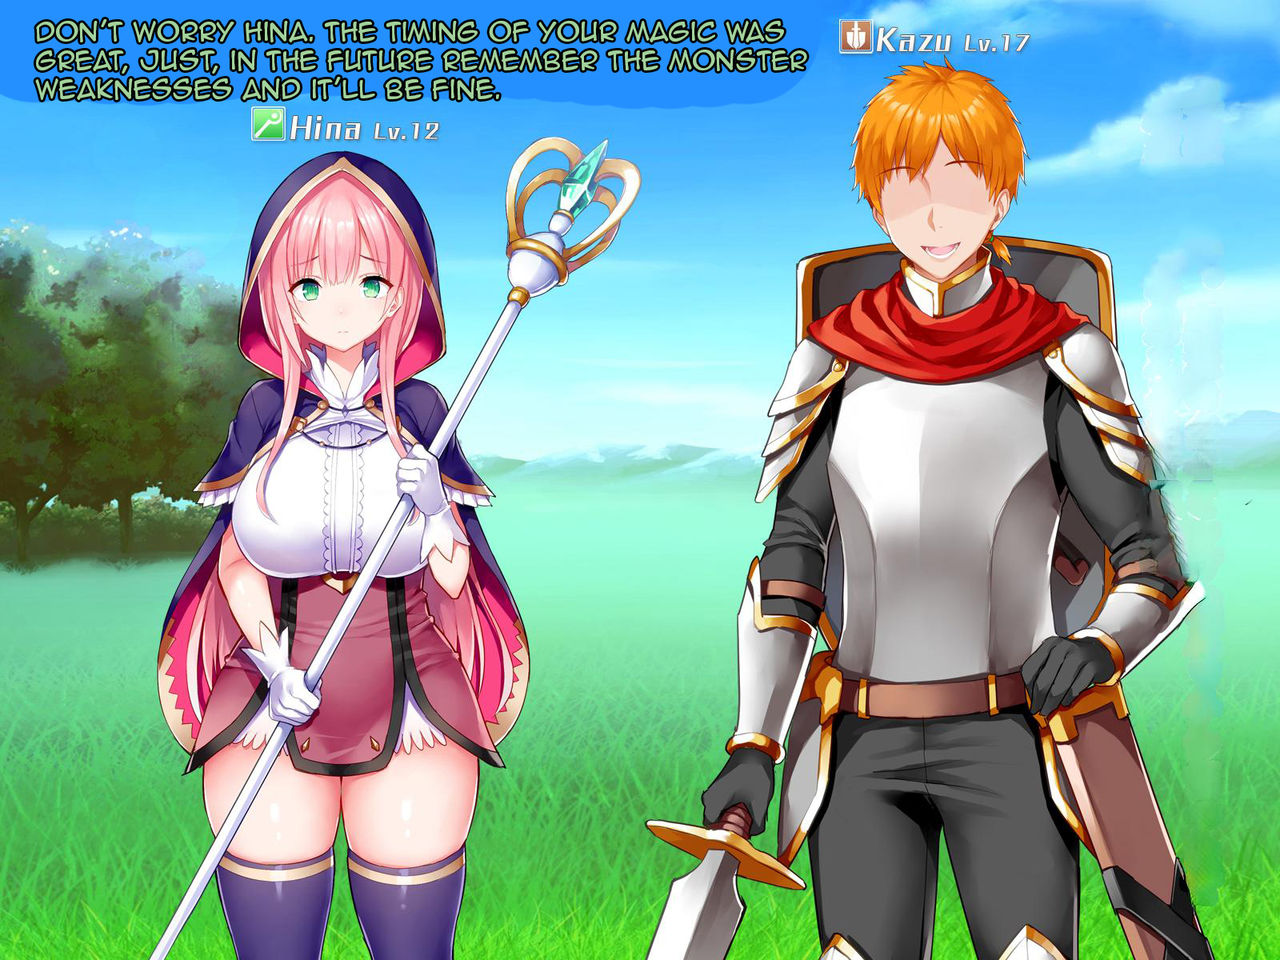 DON'T WORRY HINA. THE TIMING OF YOUR MAGIC WAS
GREAT, JUST, IN THE FUTURE REMEMBER THE MONSTER
WEAKNESSES AND IT'LL BE FINE.
Kazu Lv.17
Hina Lv.12